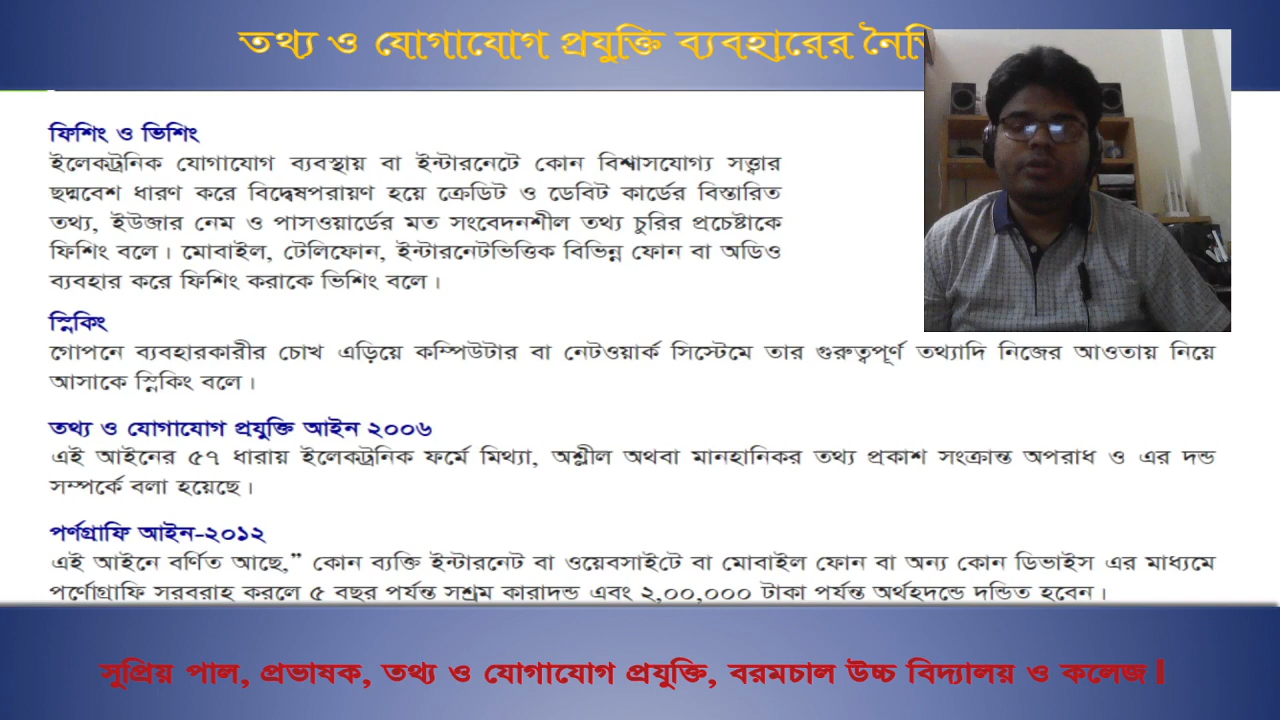 তথ্য ও যোগাযোগ প্রযুক্তি ব্যবহারের
ফিশিং ও ভিশিং
ইলেকট্রনিক যোগাযোগ ব্যবস্থায় বা ইন্টারনেটে কোন বিশ্বাসযোগ্য সত্ত্বার
ছদ্মবেশ ধারণ করে বিদ্বেষপরায়ণ হয়ে ক্রেডিট ও ডেবিট কার্ডের বিস্তারিত
তথ্য, ইউজার নেম ও পাসওয়ার্ডের মত সংবেদনশীল তথ্য চুরির প্রচেষ্টাকে
ফিশিং বলে। মোবাইল, টেলিফোন, ইন্টারনেটভিত্তিক বিভিন্ন ফোন বা অডিও
ব্যবহার করে ফিশিং করাকে ভিশিং বলে।
স্নিকিং
গোপনে ব্যবহারকারীর চোখ এড়িয়ে কম্পিউটার বা নেটওয়ার্ক সিস্টেমে তার গুরুত্বপূর্ণ তথ্যাদি নিজের আওতায় নিয়ে
আসাকে স্নিকিং বলে।
তথ্য ও যোগাযোগ প্রযুক্তি আইন ২০০৬
এই আইনের ৫৭ ধারায় ইলেকট্রনিক ফর্মে মিথ্যা, অশ্লীল অথবা মানহানিকর তথ্য প্রকাশ সংক্রান্ত অপরাধ ও এর দন্ড
সম্পর্কে বলা হয়েছে।
পর্ণগ্রাফি আইন-২০১২
এই আইনে বর্ণিত আছে,” কোন ব্যক্তি ইন্টারনেট বা ওয়েবসাইটে বা মোবাইল ফোন বা অন্য কোন ডিভাইস এর মাধ্যমে
পর্ণোগ্রাফি সরবরাহ করলে ৫ বছর পর্যন্ত সশ্রম কারাদন্ড এবং ২,০০,০০০ টাকা পর্যন্ত অর্থহদন্ডে দন্ডিত হবেন।
সুপ্রিয় পাল, প্রভাষক, তথ্য ও যোগাযোগ প্রযুক্তি, বরমচাল উচ্চ বিদ্যালয় ও কলেজ।